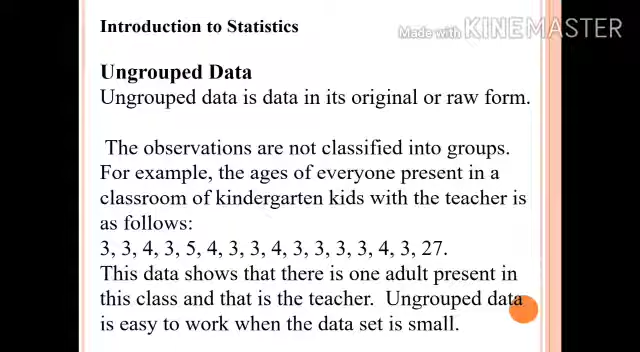 Introduction to Statistics
Made with KINEMASTER
Ungrouped Data
Ungrouped data is data in its original or raw form.
The observations are not classified into groups.
For example, the ages of everyone present in a
classroom of kindergarten kids with the teacher is
as follows:
3, 3, 4, 3, 5, 4, 3, 3, 4, 3, 3, 3, 3, 4, 3, 27.
This data shows that there is one adult present in
this class and that is the teacher. Ungrouped data
is easy to work when the data set is small.